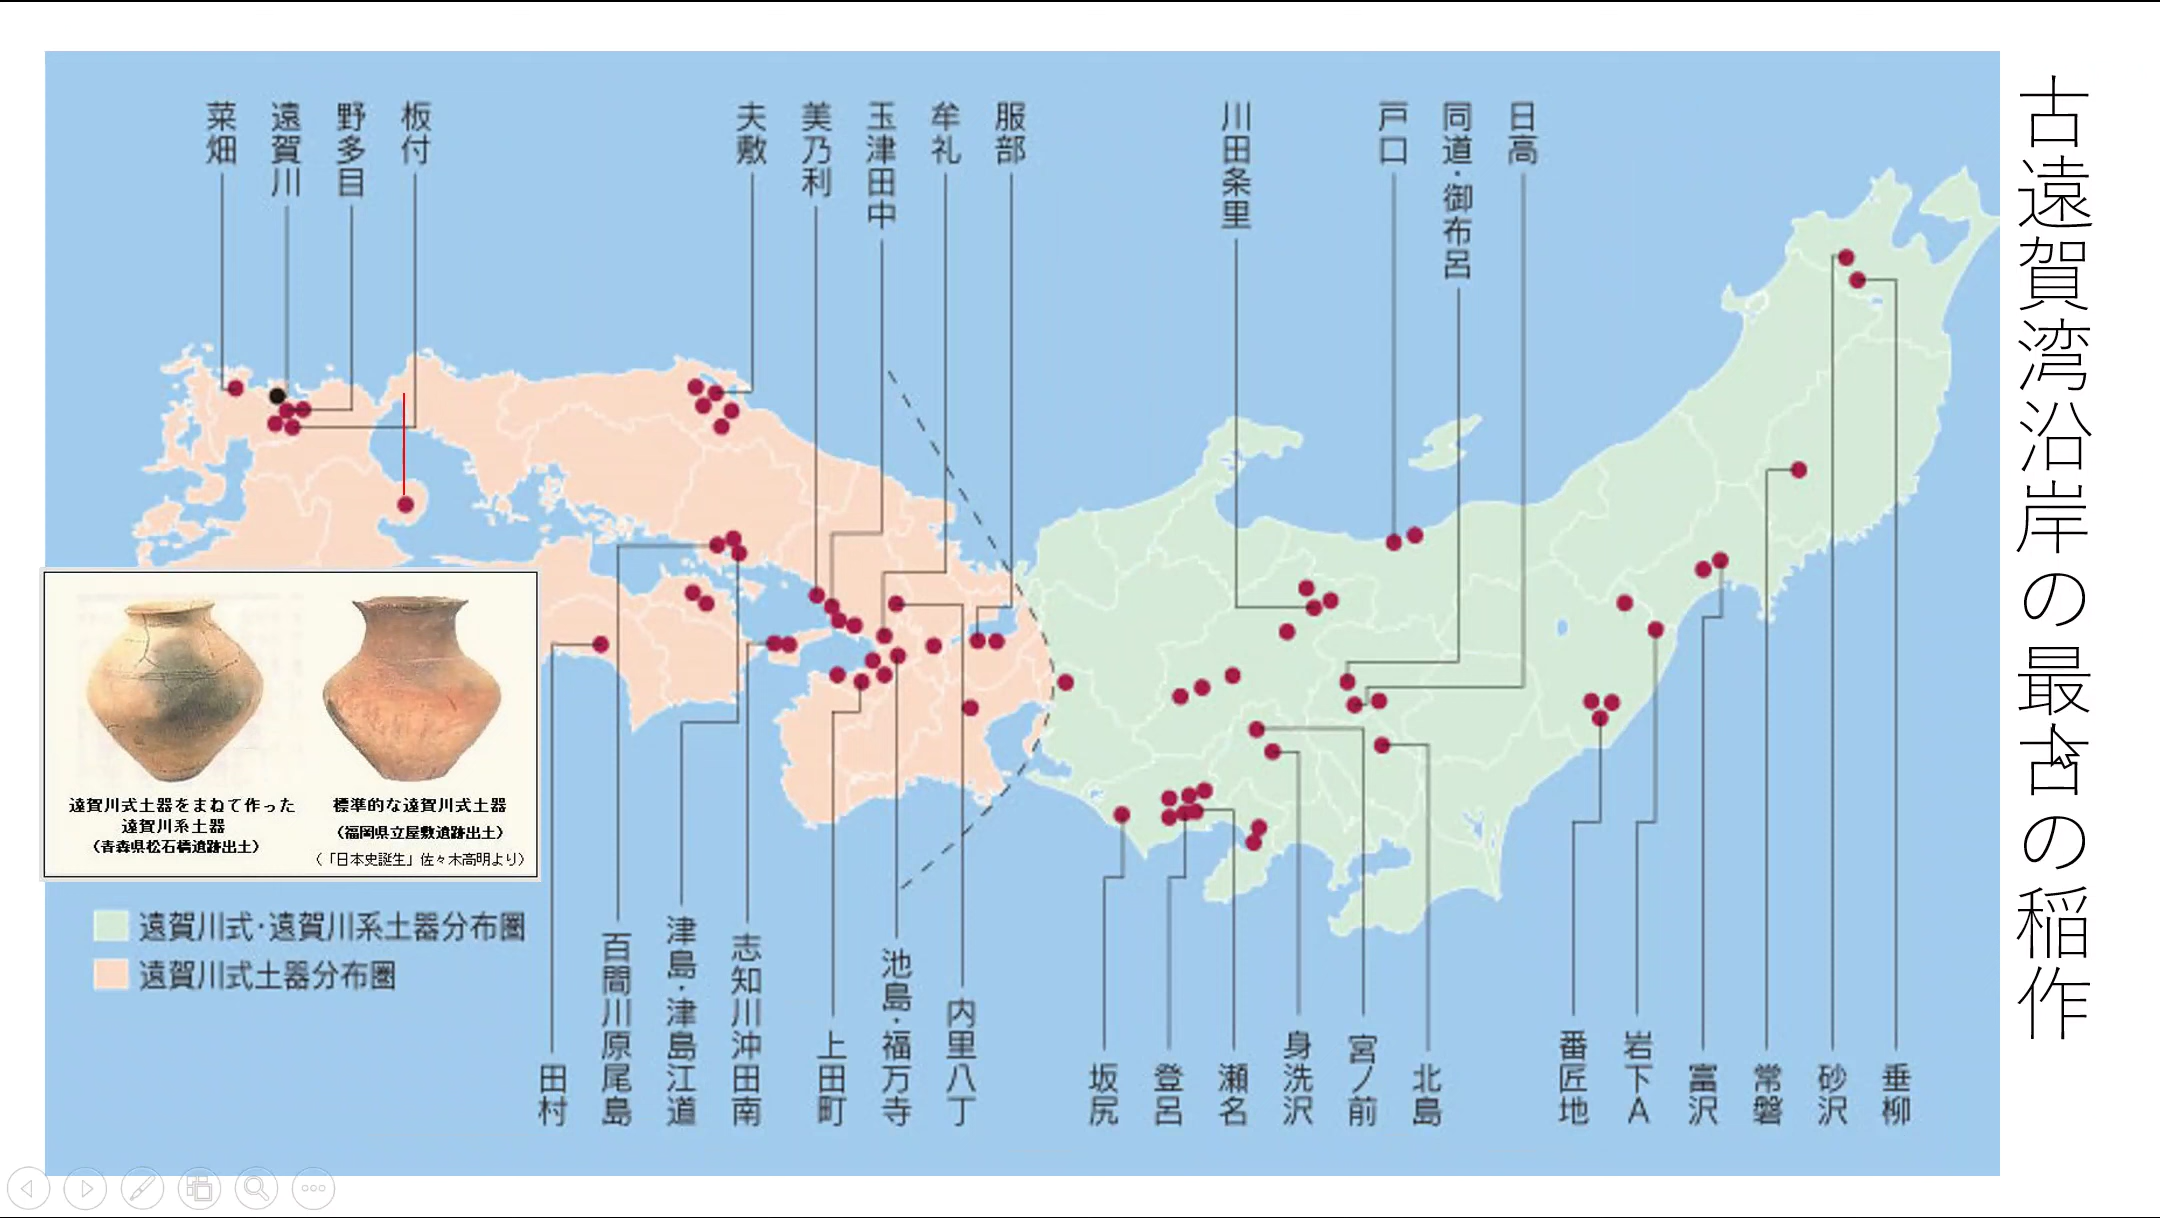 古遠賀湾沿岸の最古の稲作
菜畑
遠賀川
野多目
板付
夫敷
美乃利
玉津田中
牟礼
服部
川田条里
戸口
同道・御布呂
日高
遠賀川式土器をまねて作った
遠賀川系土器
（青森県松石橋遺跡出土）
標準的な遠賀川式土器
（福岡県立屋敷遺跡出土）
（「日本史誕生」佐々木高明より）
遠賀川式・遠賀川系土器分布圏
遠賀川式土器分布圏
田村
百間川原尾島
津島・津島江道
志知川沖田南
上田町
池島・福万寺
内里八丁
坂尻
登呂
瀬名
身洗沢
宮ノ前
北島
番匠地
岩下A
富沢
常磐
砂沢
垂柳